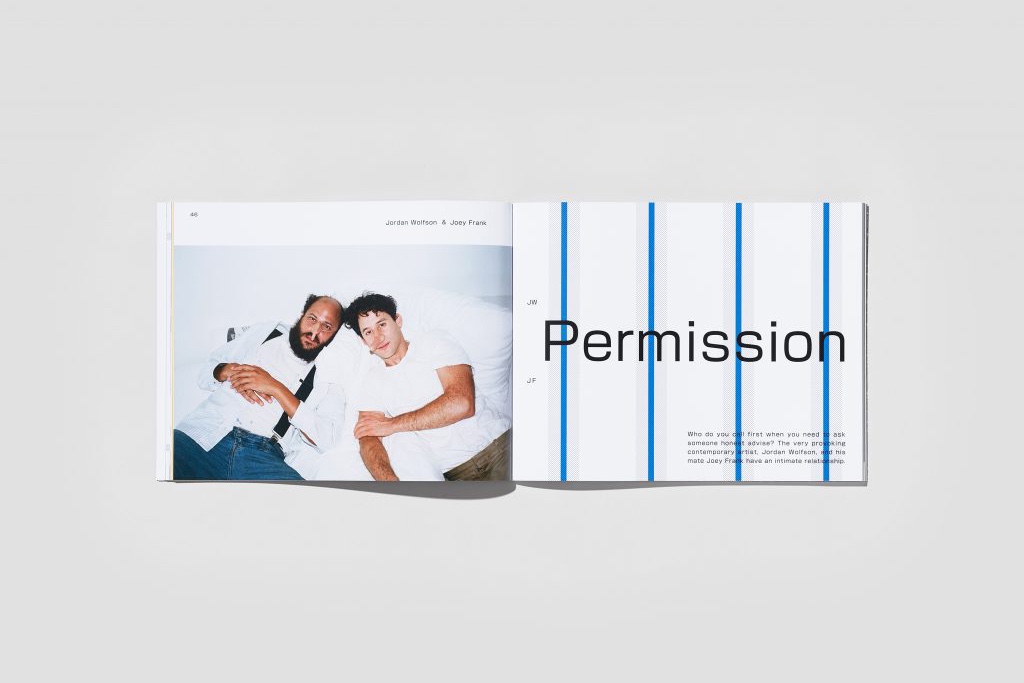 46
Jordan Wolfson & Joey Frank
JW
Permission
JF
Who do you call first when you need to ask
someone honest advise? The very provoking
contemporary artist, Jordan Wolfson, and his
mate Joey Frank have an intimate relationship.